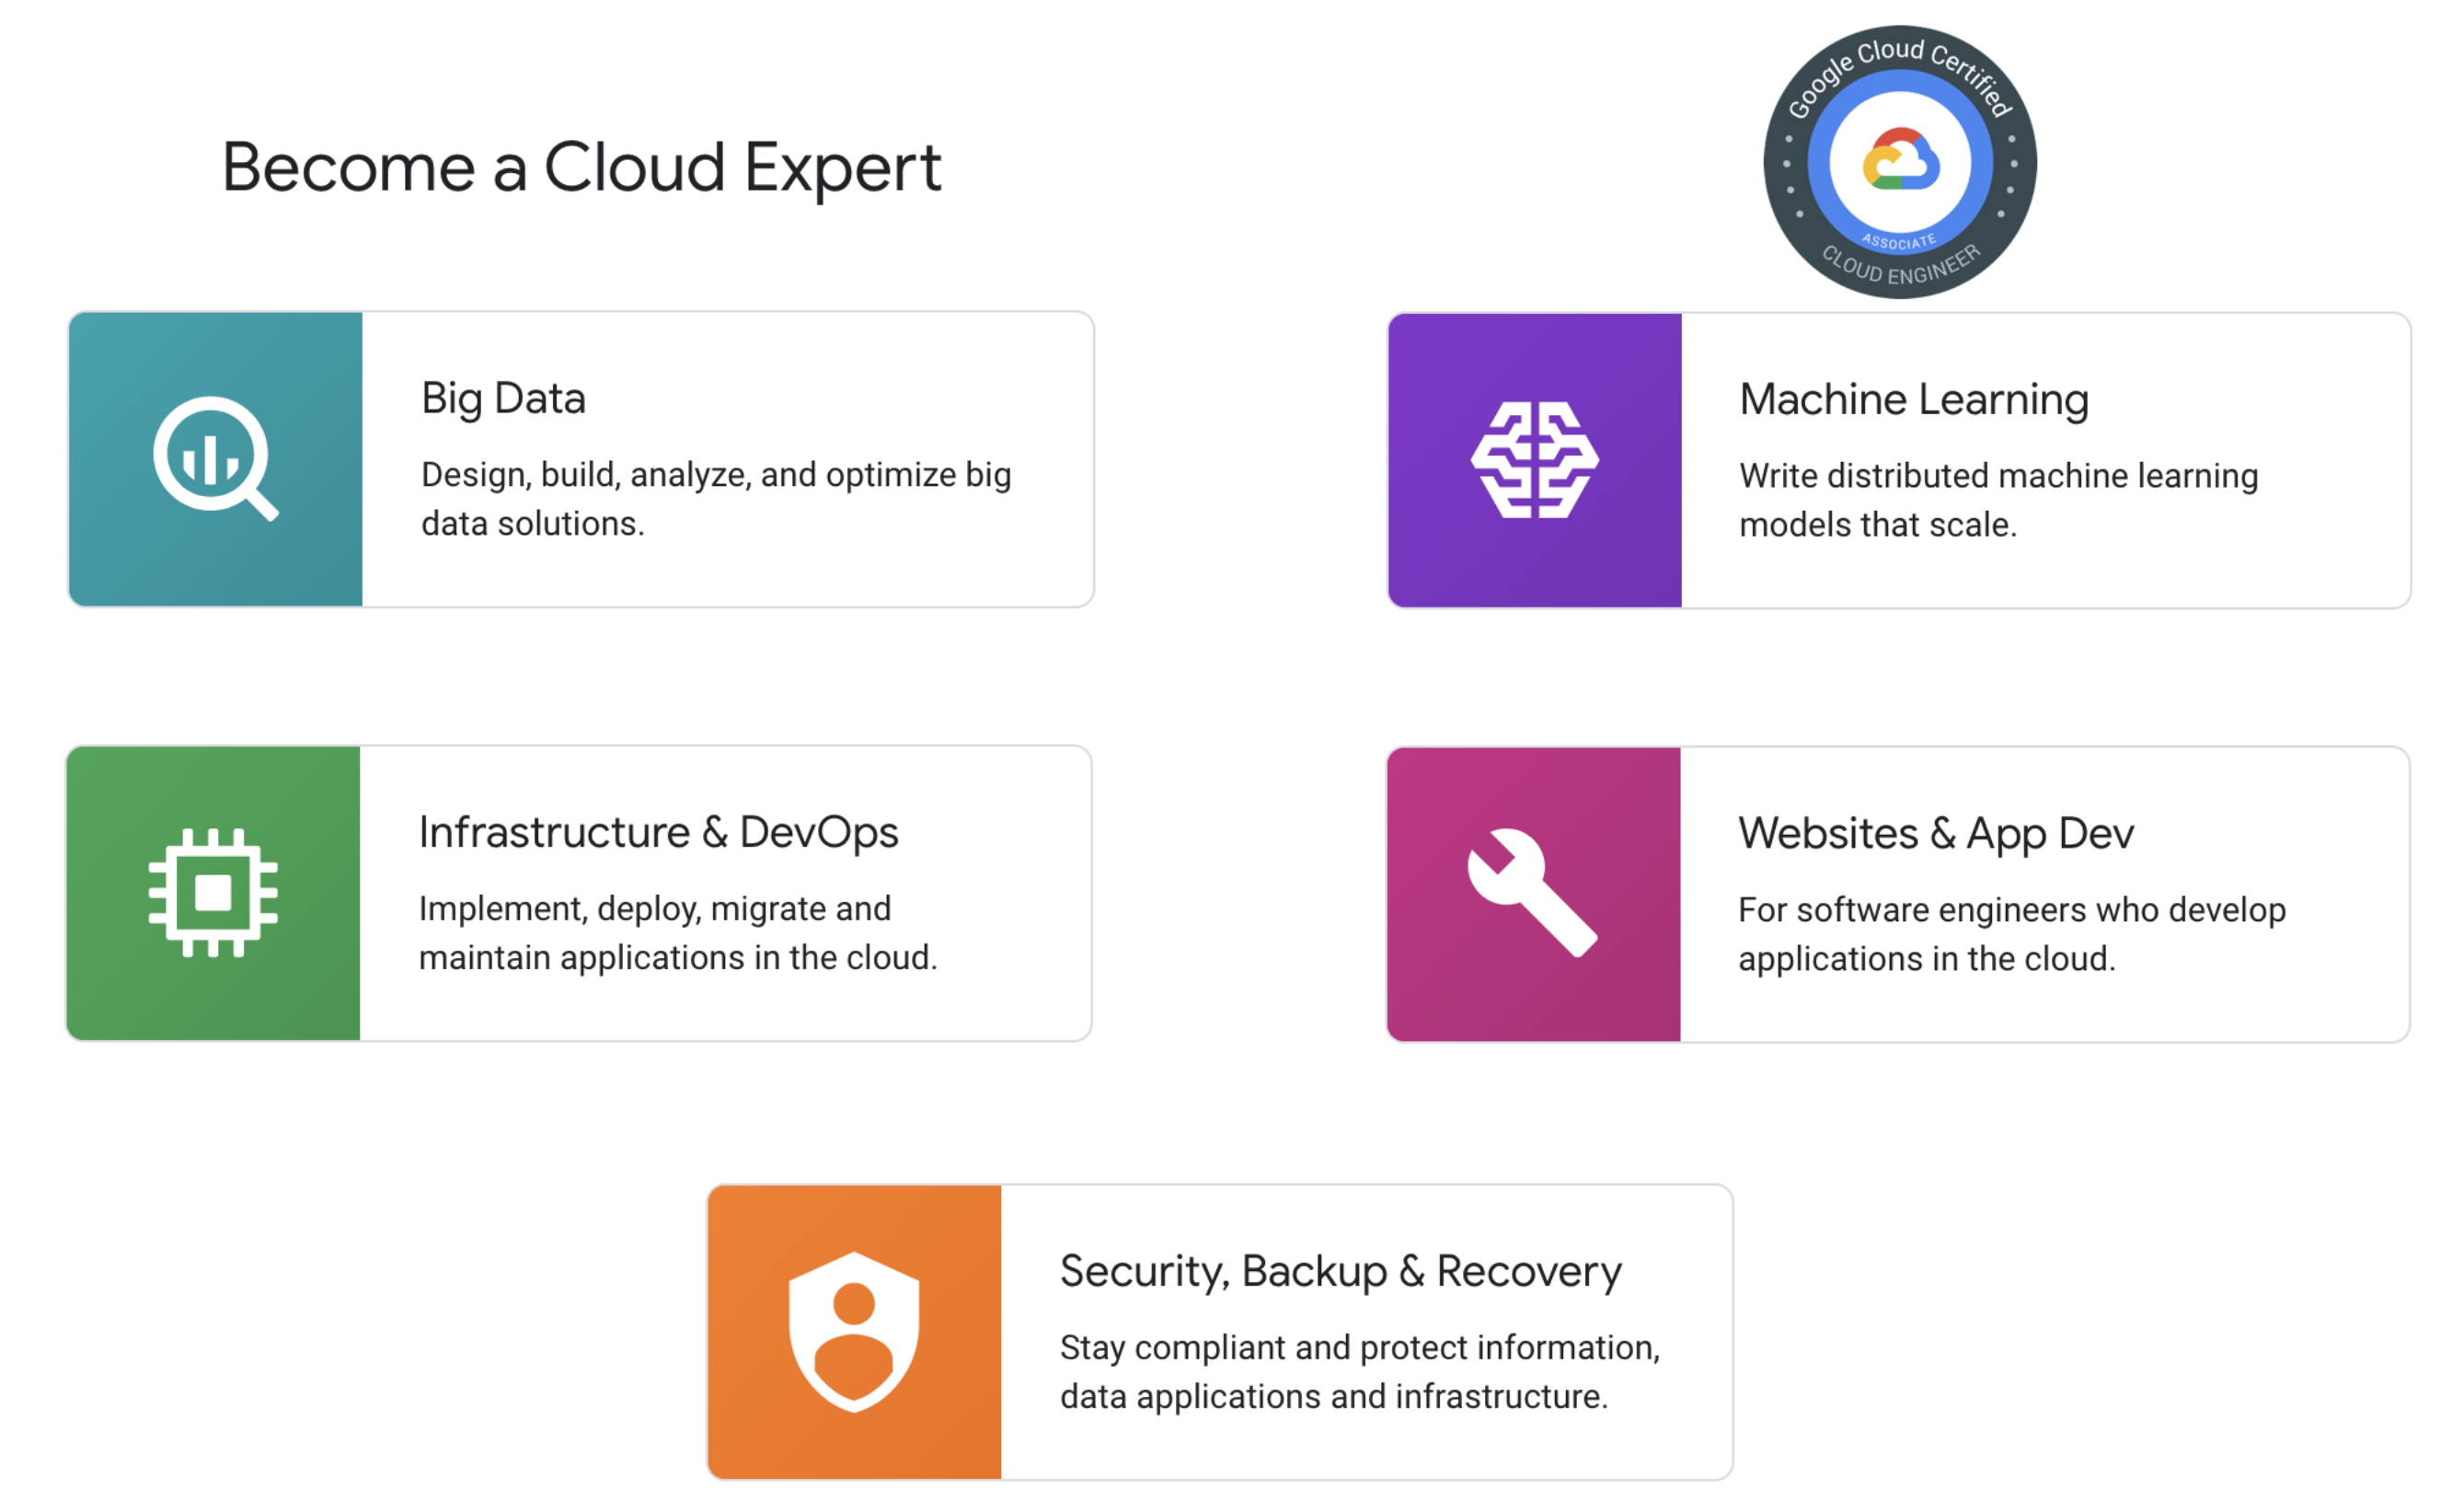 Become a Cloud Expert
Google Cloud Certified
ASSOCIATE
CLOUD ENGINEER
Big Data
Design, build, analyze, and optimize big
data solutions.
Machine Learning
Write distributed machine learning
models that scale.
Infrastructure & DevOps
Implement, deploy, migrate and
maintain applications in the cloud.
Websites & App Dev
For software engineers who develop
applications in the cloud.
Security, Backup & Recovery
Stay compliant and protect information,
data applications and infrastructure.